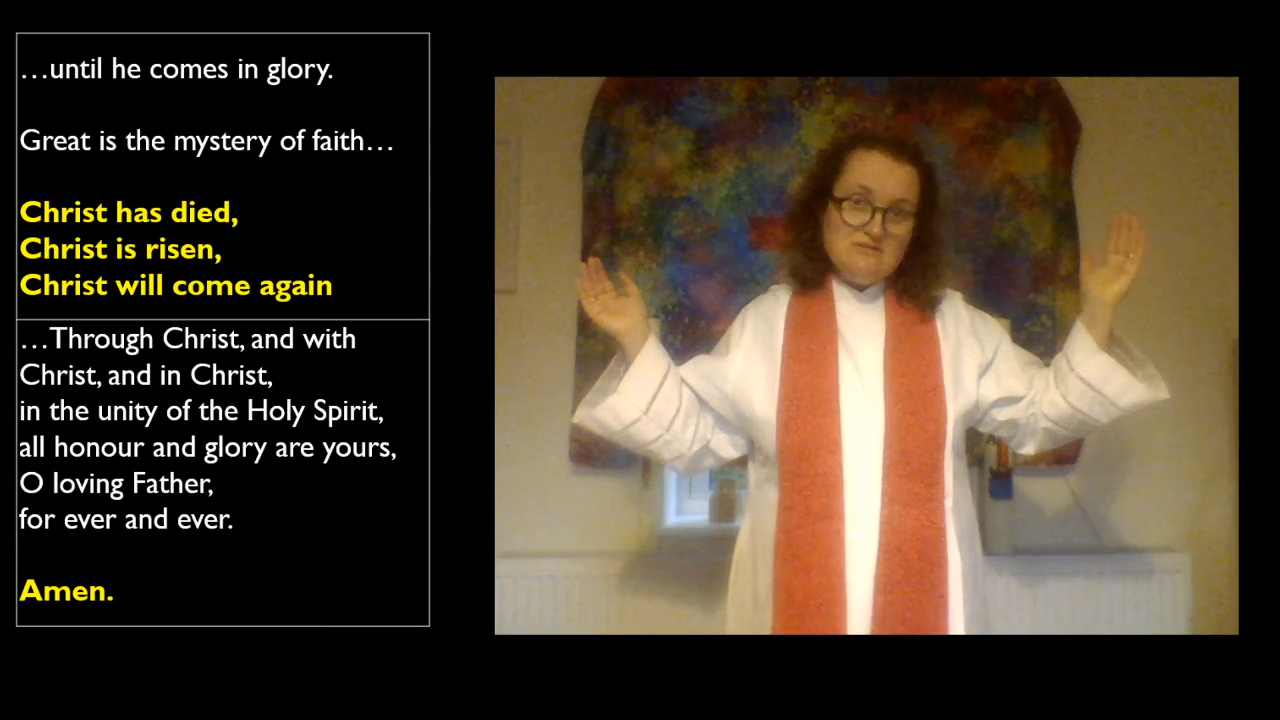 …until he comes in glory.
Great is the mystery of faith…
Christ has died,
Christ is risen,
Christ will come again
…Through Christ, and with
Christ, and in Christ,
in the unity of the Holy Spirit,
all honour and glory are yours,
O loving Father,
for ever and ever.
Amen.